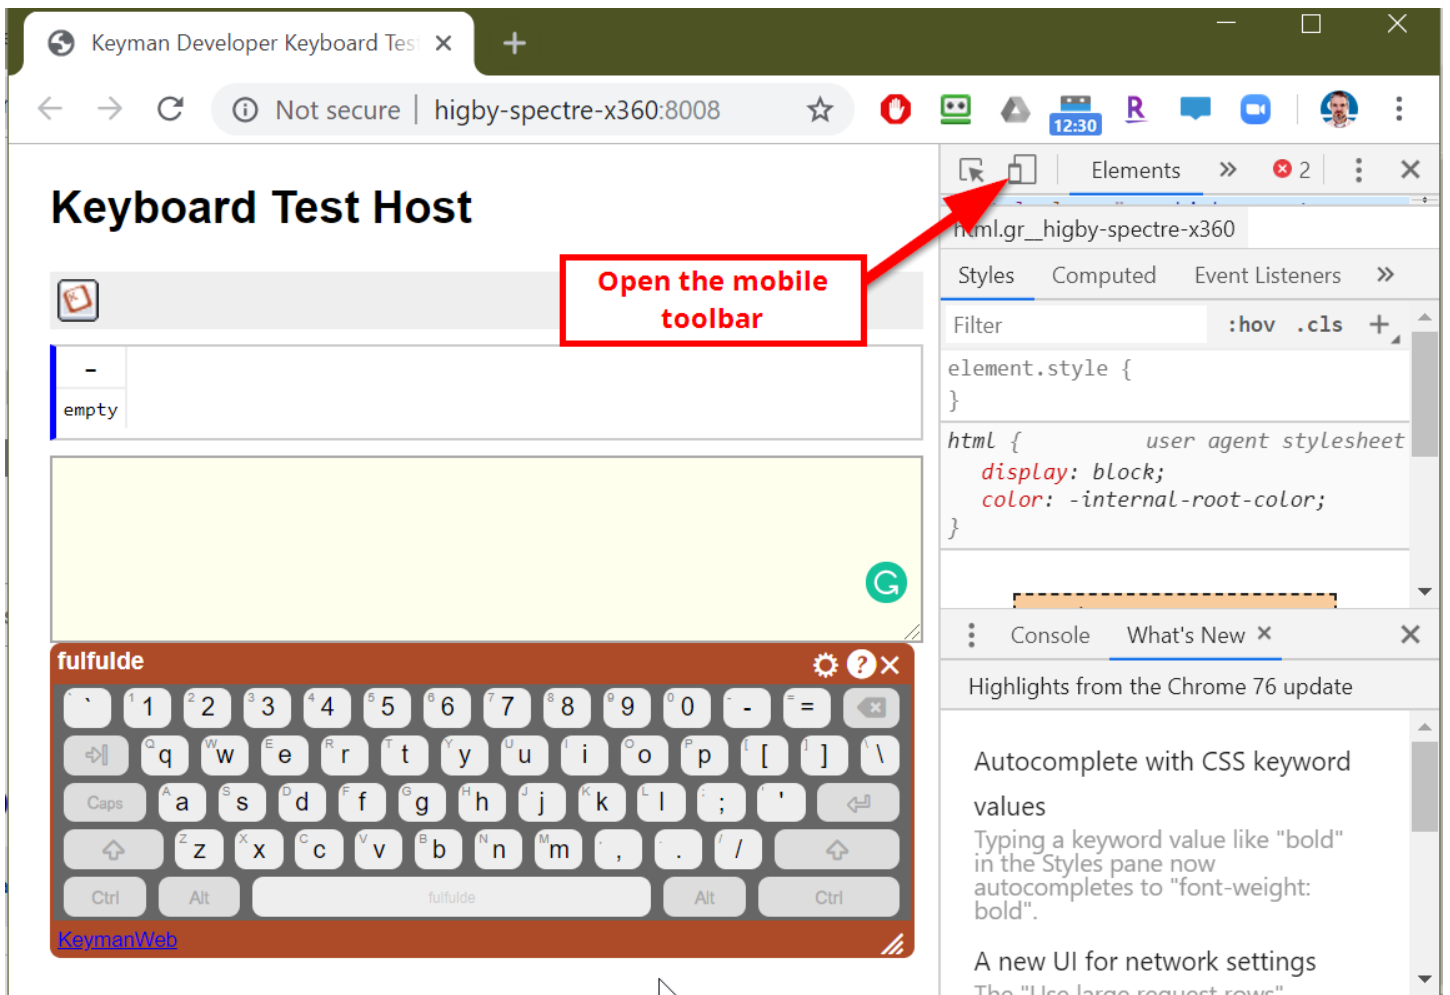 Keyman Developer Keyboard Tes
Not secure | higby-spectre-x360:8008
12:30
R
Elements » 2
html.gr__higby-spectre-x360
Keyboard Test Host
Open the mobile
toolbar
Styles Computed Event Listeners »
Filter :hov .cls +
element.style {
}
html { user agent stylesheet
display: block;
color: -internal-root-color;
}
-
empty
Console What's New ×
Highlights from the Chrome 76 update
Autocomplete with CSS keyword
values
Typing a keyword value like "bold"
in the Styles pane now
autocompletes to "font-weight:
bold".
A new UI for network settings
The "Use large request rows"
fulfulde
` 1 2 3 4 5 6 7 8 9 0 - =
q w e r t y u i o p [ ] \
Caps a s d f g h j k l ; '
z x c v b n m , . /
Ctrl Alt fulfulde Alt Ctrl
KeymanWeb